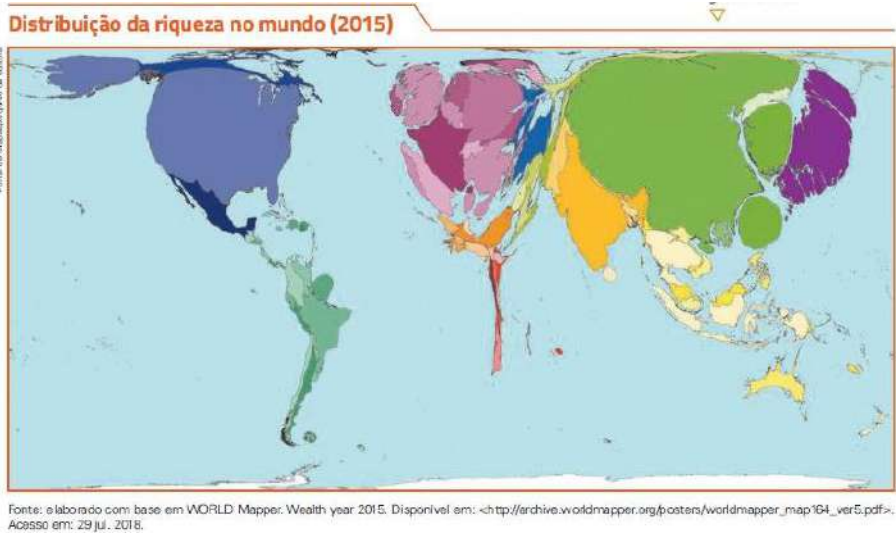 Distribuição da riqueza no mundo (2015)
Fonte: elaborado com base em WORLD Mapper. Wealth year 2015. Disponível em: <http://archive.worldmapper.org/posters/worldmapper_map164_ver5.pdf>.
Acesso em: 29 jul. 2018.